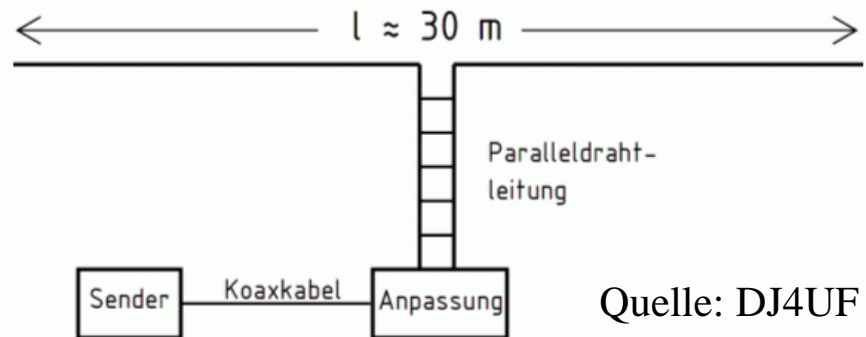 l ≈ 30 m
Paralleldraht-
leitung
Sender
Koaxkabel
Anpassung
Quelle: DJ4UF